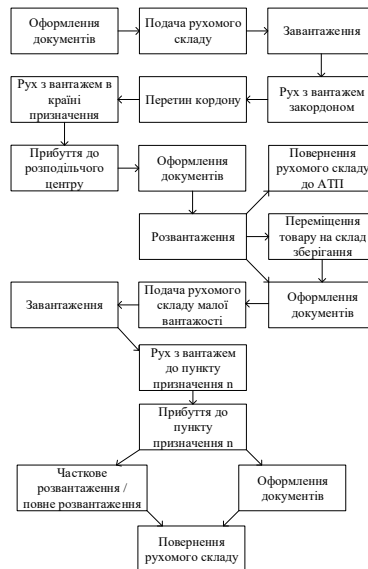 Оформлення
документів
Подача рухомого
складу
Завантаження
Рух з вантажем в
країні призначення
Перетин кордону
Рух з вантажем
закордоном
Прибуття до
розподільчого
центру
Оформлення
документів
Повернення
рухомого складу
до АТП
Розвантаження
Переміщення
товару на склад
зберігання
Завантаження
Подача рухомого
складу малої
вантажості
Оформлення
документів
Рух з вантажем
до пункту
призначення n
Прибуття до
пункту
призначення n
Часткове
розвантаження /
повне розвантаження
Оформлення
документів
Повернення
рухомого складу